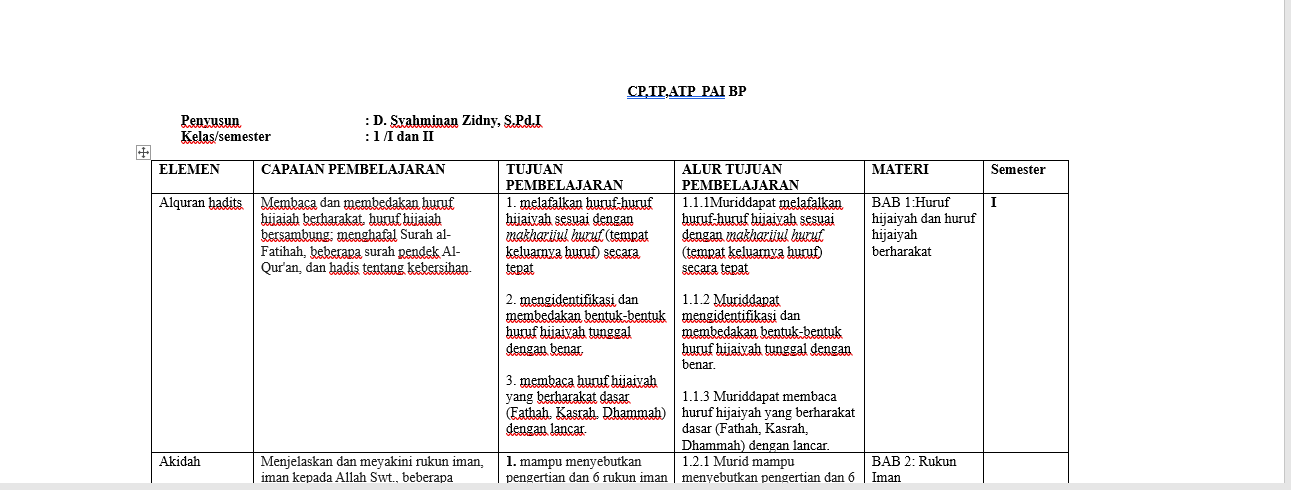 CP,TP,ATP PAI BP
Penyusun : D. Syahminan Zidny, S.Pd.I
Kelas/semester : 1 /I dan II
ELEMEN
CAPAIAN PEMBELAJARAN
TUJUAN
PEMBELAJARAN
ALUR TUJUAN
PEMBELAJARAN
MATERI
Semester
Alquran hadits
Membaca dan membedakan huruf
hijaiah berharakat, huruf hijaiah
bersambung; menghafal Surah al-
Fatihah, beberapa surah pendek Al-
Qur'an, dan hadis tentang kebersihan.
1. melafalkan huruf-huruf
hijaiyah sesuai dengan
makharijul huruf (tempat
keluarnya huruf) secara
tepat
2. mengidentifikasi dan
membedakan bentuk-bentuk
huruf hijaiyah tunggal
dengan benar.
3. membaca huruf hijaiyah
yang berharakat dasar
(Fathah, Kasrah, Dhammah)
dengan lancar.
1.1.1Muriddapat melafalkan
huruf-huruf hijaiyah sesuai
dengan makharijul huruf
(tempat keluarnya huruf)
secara tepat
1.1.2 Muriddapat
mengidentifikasi dan
membedakan bentuk-bentuk
huruf hijaiyah tunggal dengan
benar.
1.1.3 Muriddapat membaca
huruf hijaiyah yang berharakat
dasar (Fathah, Kasrah,
Dhammah) dengan lancar.
BAB 1:Huruf
hijaiyah dan huruf
hijaiyah
berharakat
I
Akidah
Menjelaskan dan meyakini rukun iman,
iman kepada Allah Swt., beberapa
1. mampu menyebutkan
pengertian dan 6 rukun iman
1.2.1 Murid mampu
menyebutkan pengertian dan 6
BAB 2: Rukun
Iman